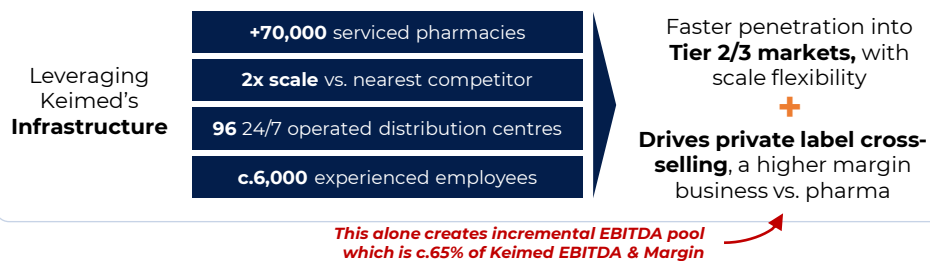 Leveraging
Keimed's
Infrastructure
+70,000 serviced pharmacies
2x scale vs. nearest competitor
96 24/7 operated distribution centres
c.6,000 experienced employees
Faster penetration into
Tier 2/3 markets, with
scale flexibility
+
Drives private label cross-
selling, a higher margin
business vs. pharma
This alone creates incremental EBITDA pool
which is c.65% of Keimed EBITDA & Margin